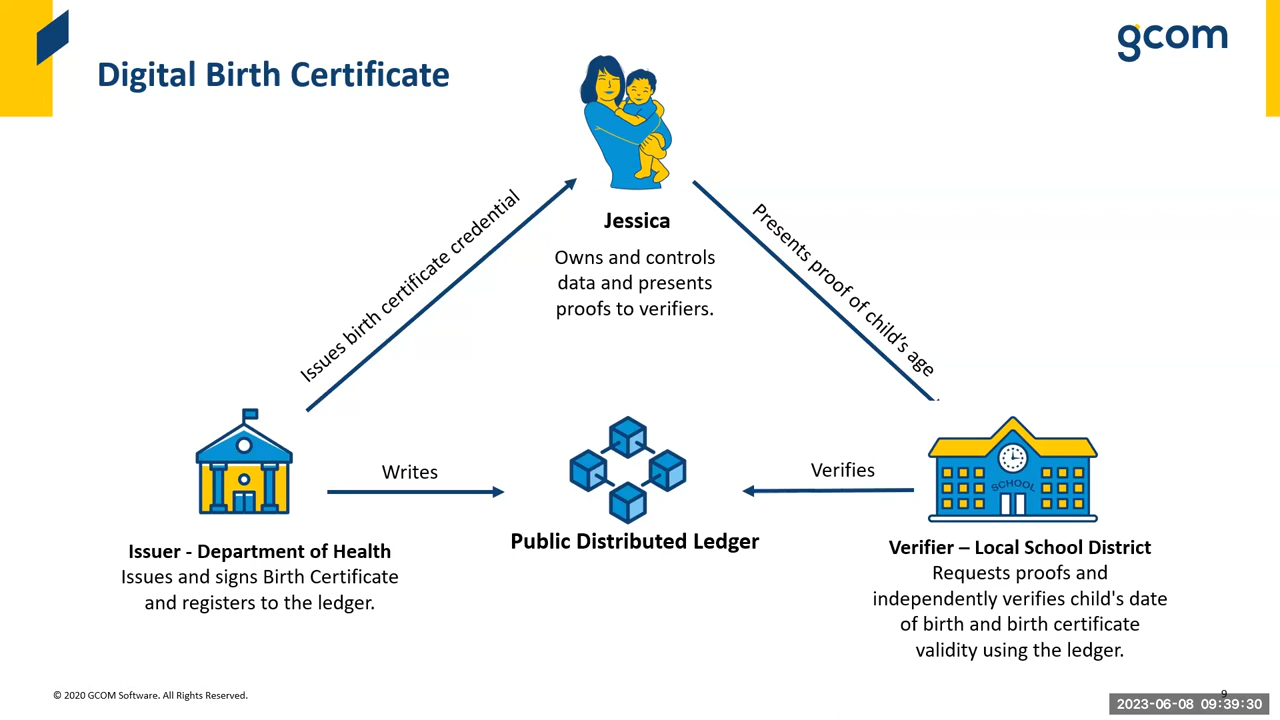 gcom
Digital Birth Certificate
Issues birth certificate credential
Presents proof of child's age
Jessica
Owns and controls
data and presents
proofs to verifiers.
Writes
Verifies
SCHOOL
Public Distributed Ledger
Issuer - Department of Health
Issues and signs Birth Certificate
and registers to the ledger.
Verifier – Local School District
Requests proofs and
independently verifies child's date
of birth and birth certificate
validity using the ledger.
© 2020 GCOM Software. All Rights Reserved.
9
2023-06-08 09:39:30